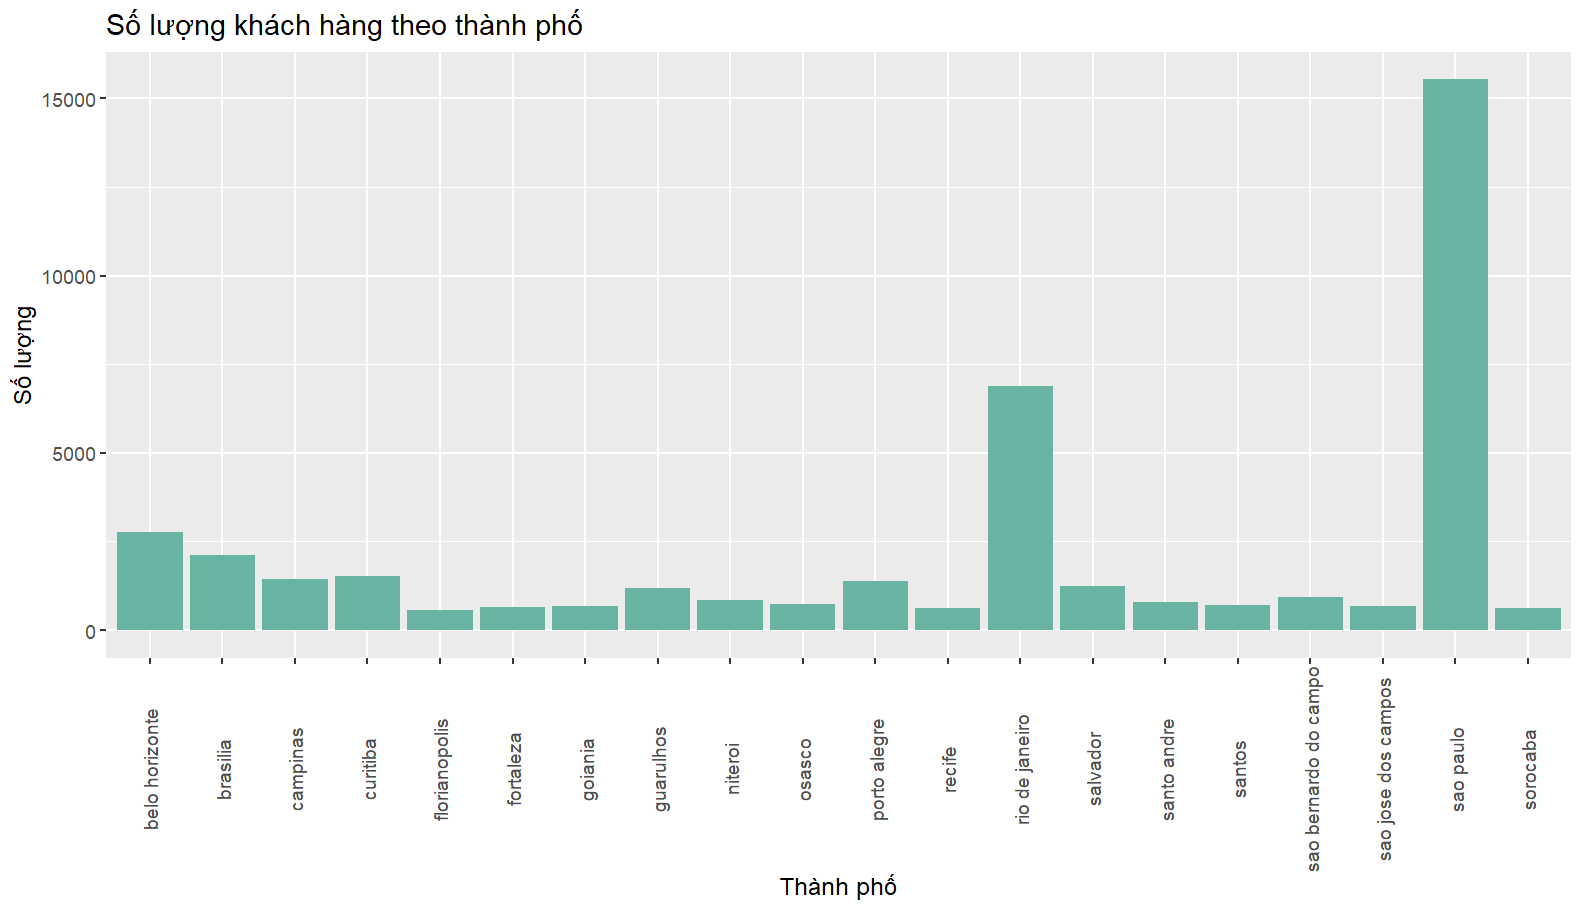 Số lượng khách hàng theo thành phố
Số lượng
15000
10000
5000
0
belo horizonte
brasilia
campinas
curitiba
florianopolis
fortaleza
goiania
guarulhos
niteroi
osasco
porto alegre
recife
rio de janeiro
salvador
santo andre
santos
sao bernardo do campo
sao jose dos campos
sao paulo
sorocaba
Thành phố